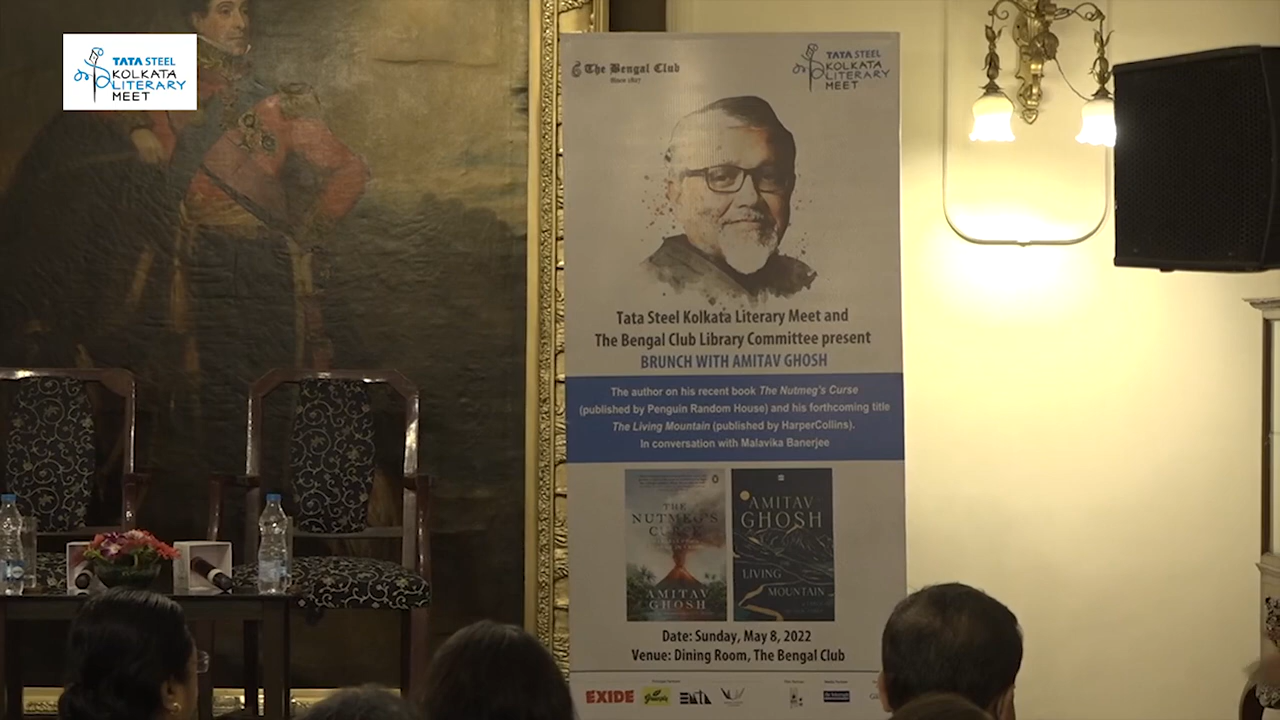 TATA STEEL
KOLKATA
LITERARY
MEET
The Bengal Club
Since 1827
TATA STEEL
KOLKATA
LITERARY
MEET
Tata Steel Kolkata Literary Meet and
The Bengal Club Library Committee present
BRUNCH WITH AMITAV GHOSH
The author on his recent book The Nutmeg's Curse
(published by Penguin Random House) and his forthcoming title
The Living Mountain (published by HarperCollins).
In conversation with Malavika Banerjee
THE
NUTMEG'S
CURSE
AMITAV
GHOSH
AMITAV
GHOSH
THE
LIVING
MOUNTAIN
Date: Sunday, May 8, 2022
Venue: Dining Room, The Bengal Club
EXIDE